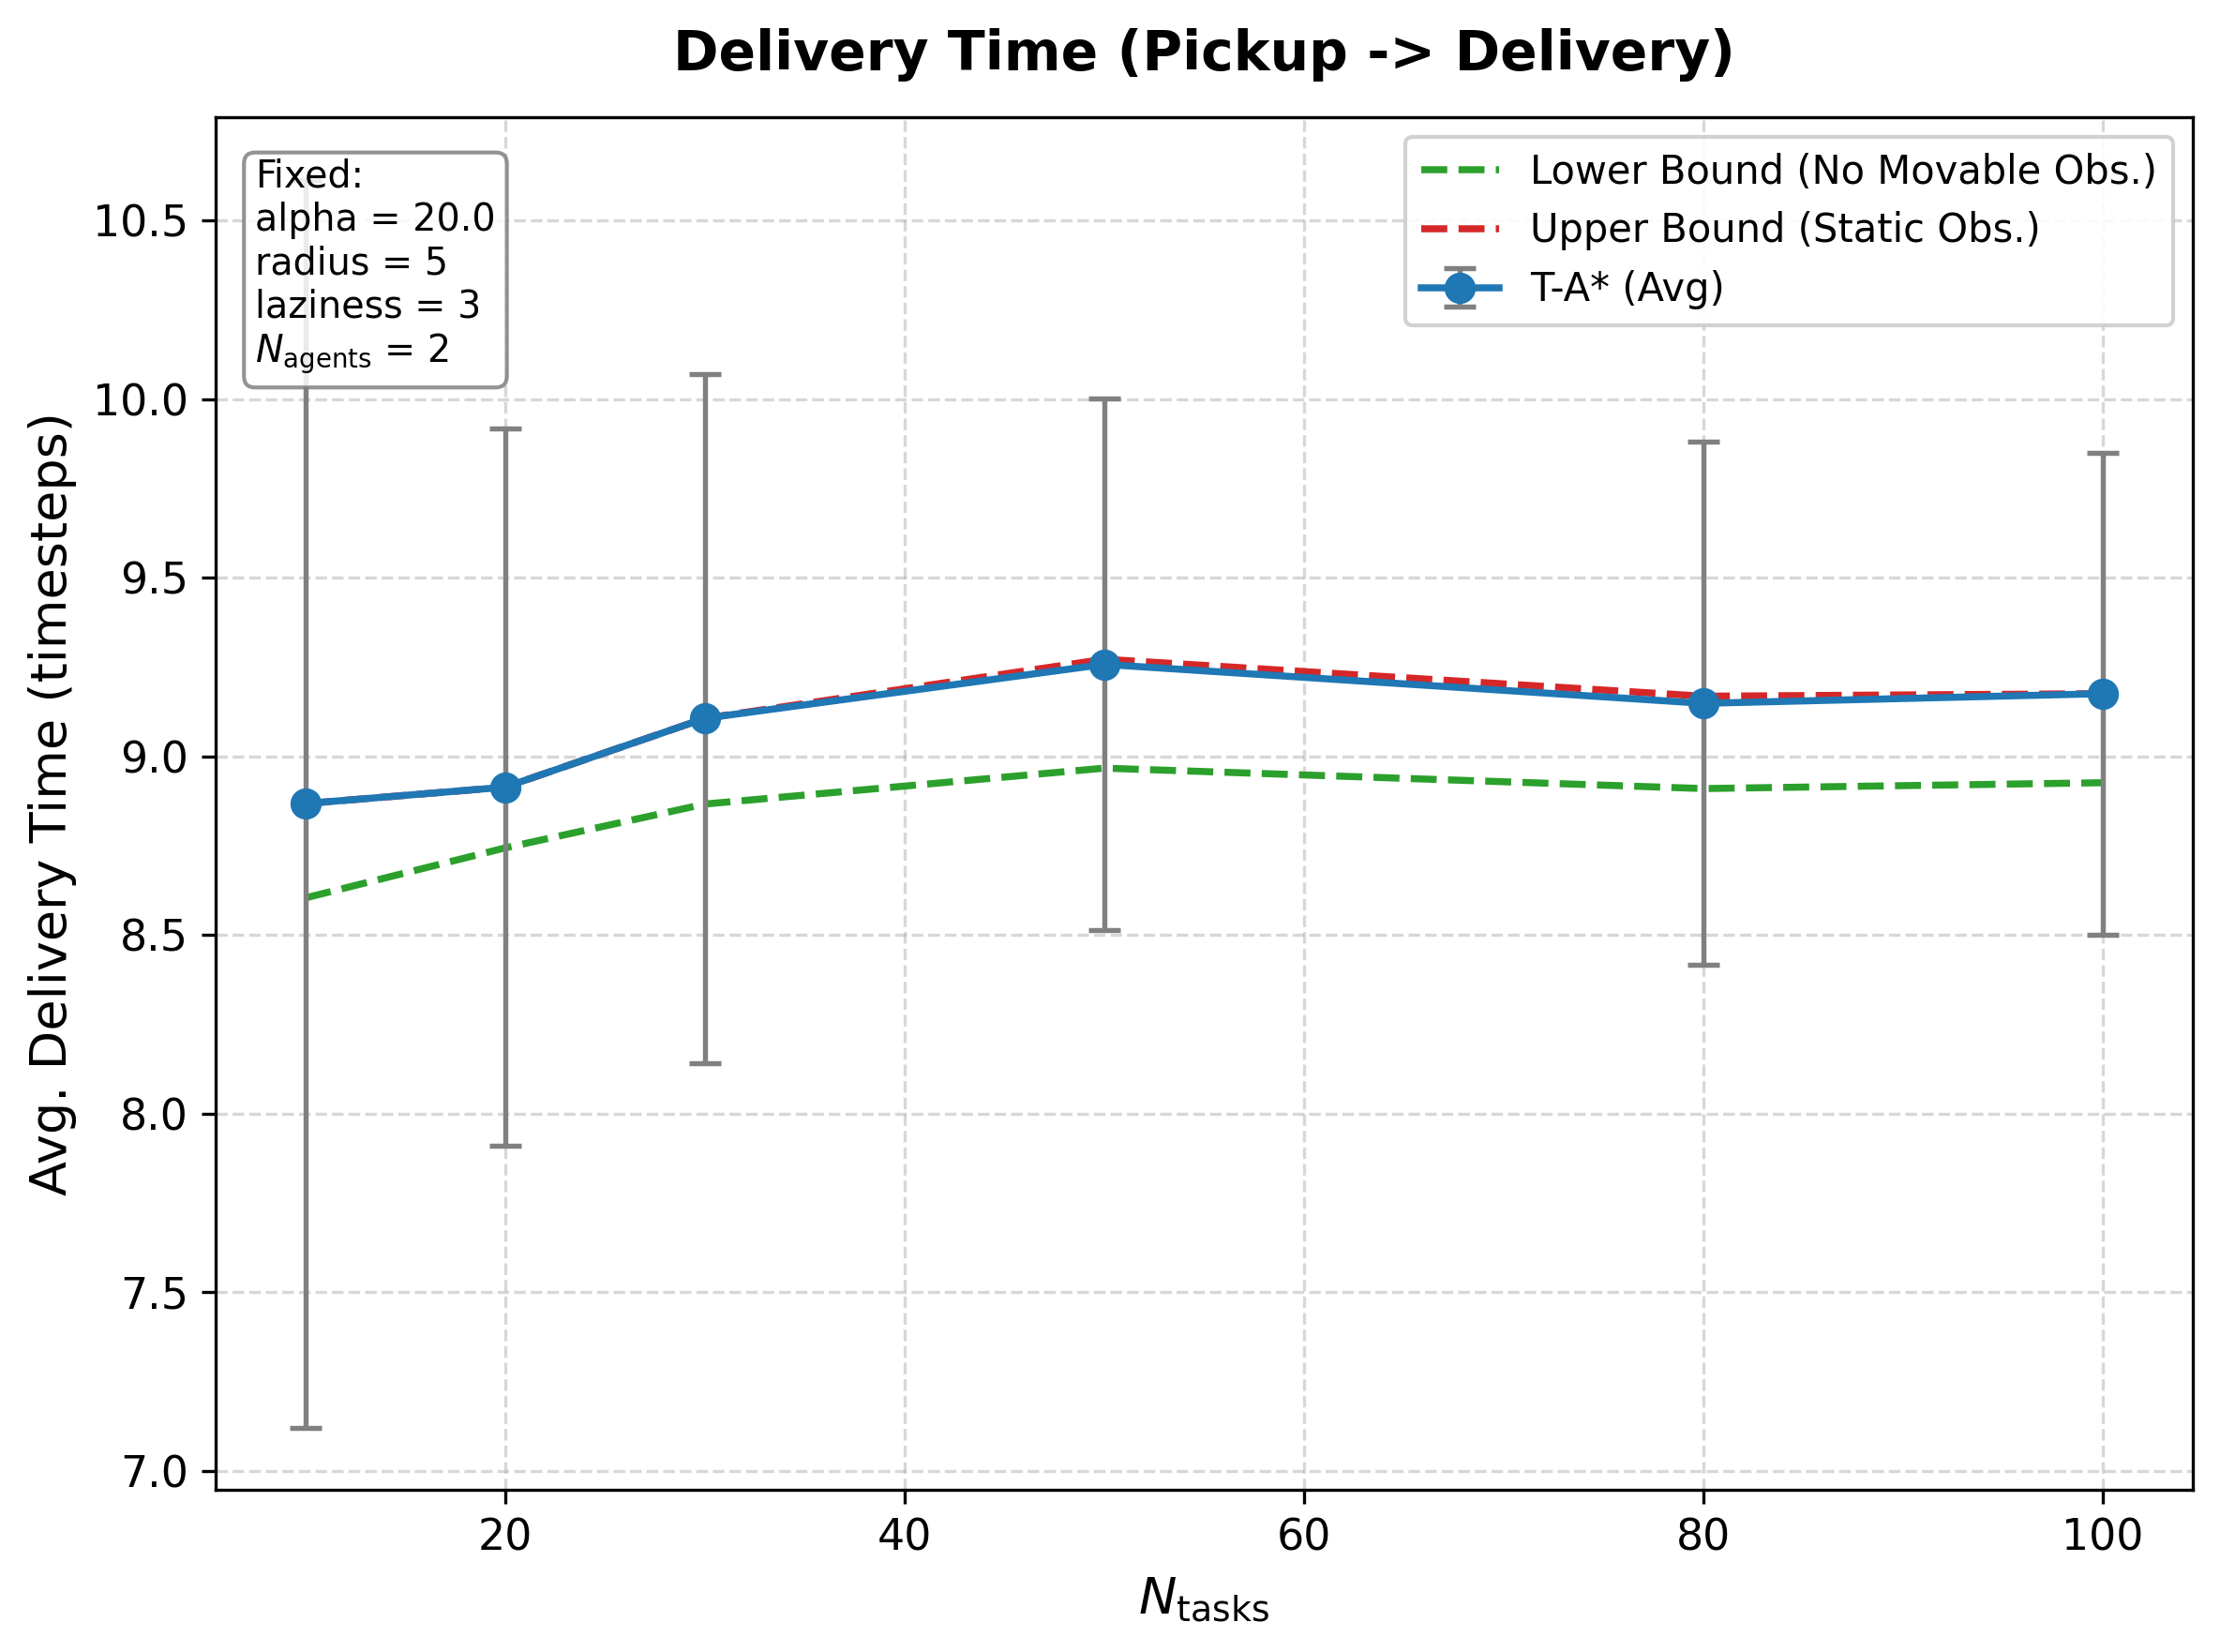 Delivery Time (Pickup -> Delivery)
Fixed:
alpha = 20.0
radius = 5
laziness = 3
N_agents = 2
Lower Bound (No Movable Obs.)
Upper Bound (Static Obs.)
T-A* (Avg)
Avg. Delivery Time (timesteps)
10.5
10.0
9.5
9.0
8.5
8.0
7.5
7.0
20 40 60 80 100
N_tasks